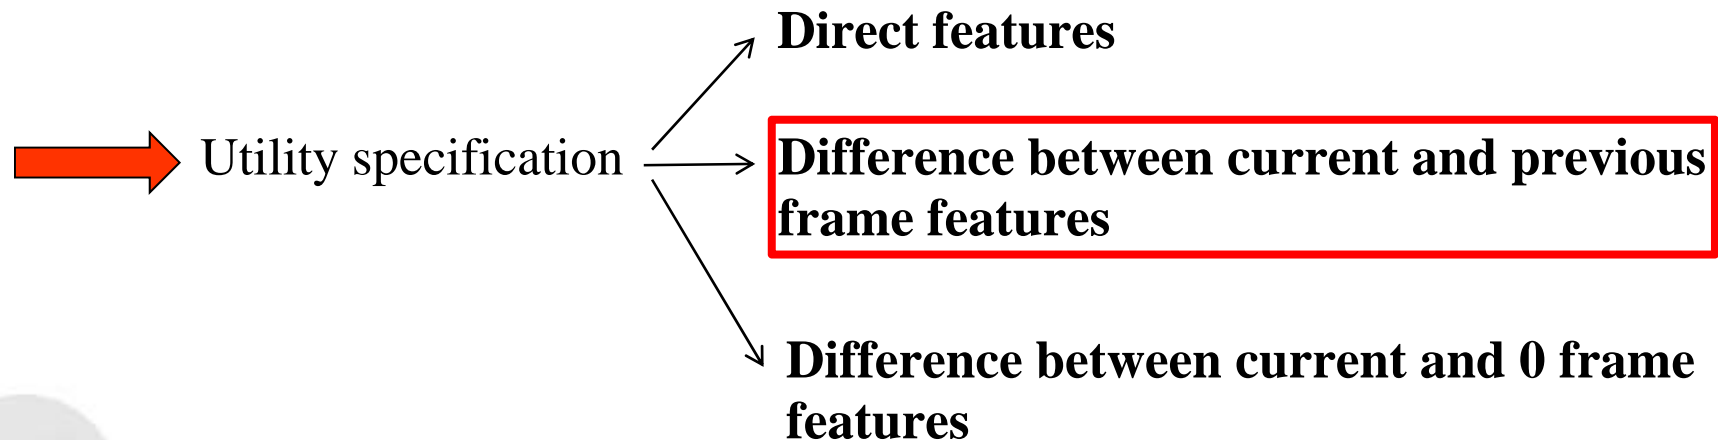 Direct features
Utility specification
Difference between current and previous
frame features
Difference between current and 0 frame
features